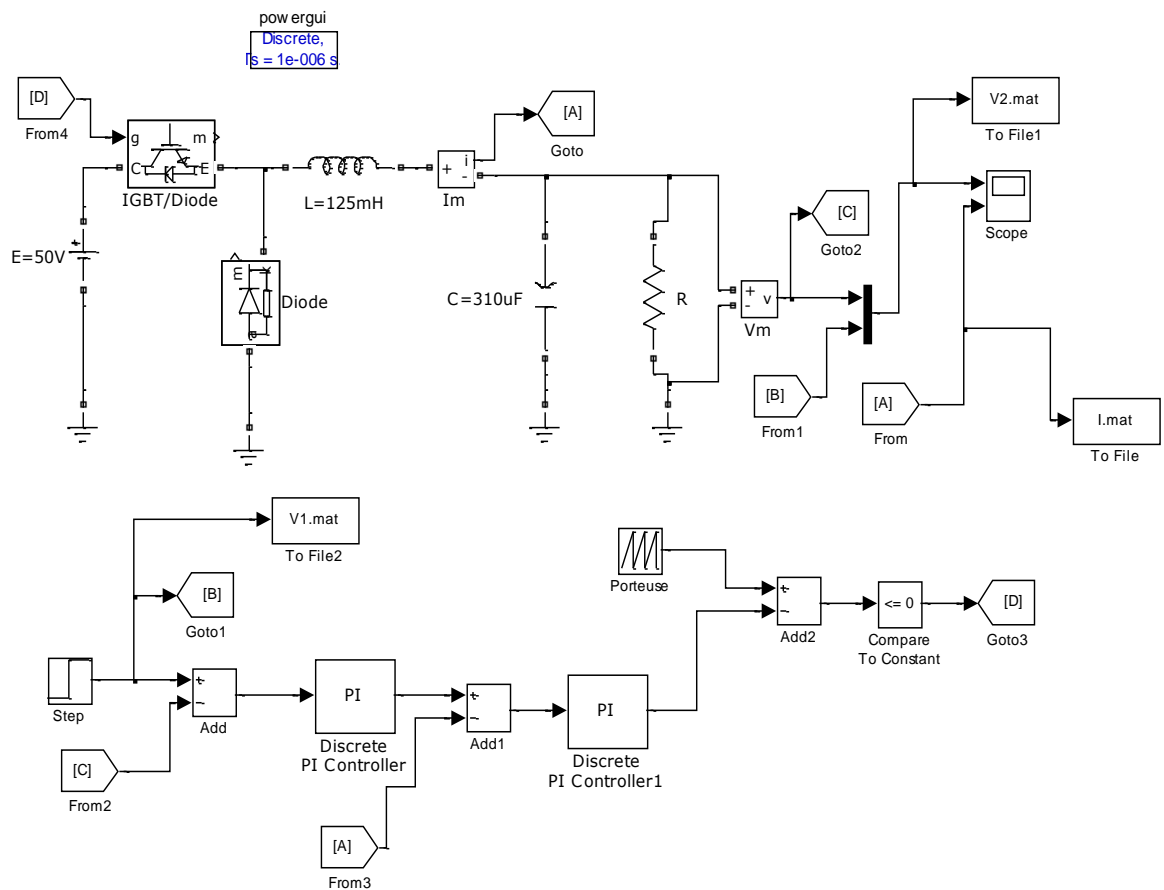 powergui
Discrete,
Ts = 1e-006 s.
[D]
From4
g
m
C
E
IGBT/Diode
E=50V
L=125mH
m
k
a
Diode
[A]
Goto
i
+
-
Im
C=310uF
R
+
-
v
Vm
[C]
Goto2
[B]
From1
V2.mat
To File1
Scope
[A]
From
I.mat
To File
V1.mat
To File2
[B]
Goto1
Step
[C]
From2
+
-
Add
PI
Discrete
PI Controller
+
-
Add1
PI
Discrete
PI Controller1
[A]
From3
Porteuse
+
-
Add2
<= 0
Compare
To Constant
[D]
Goto3